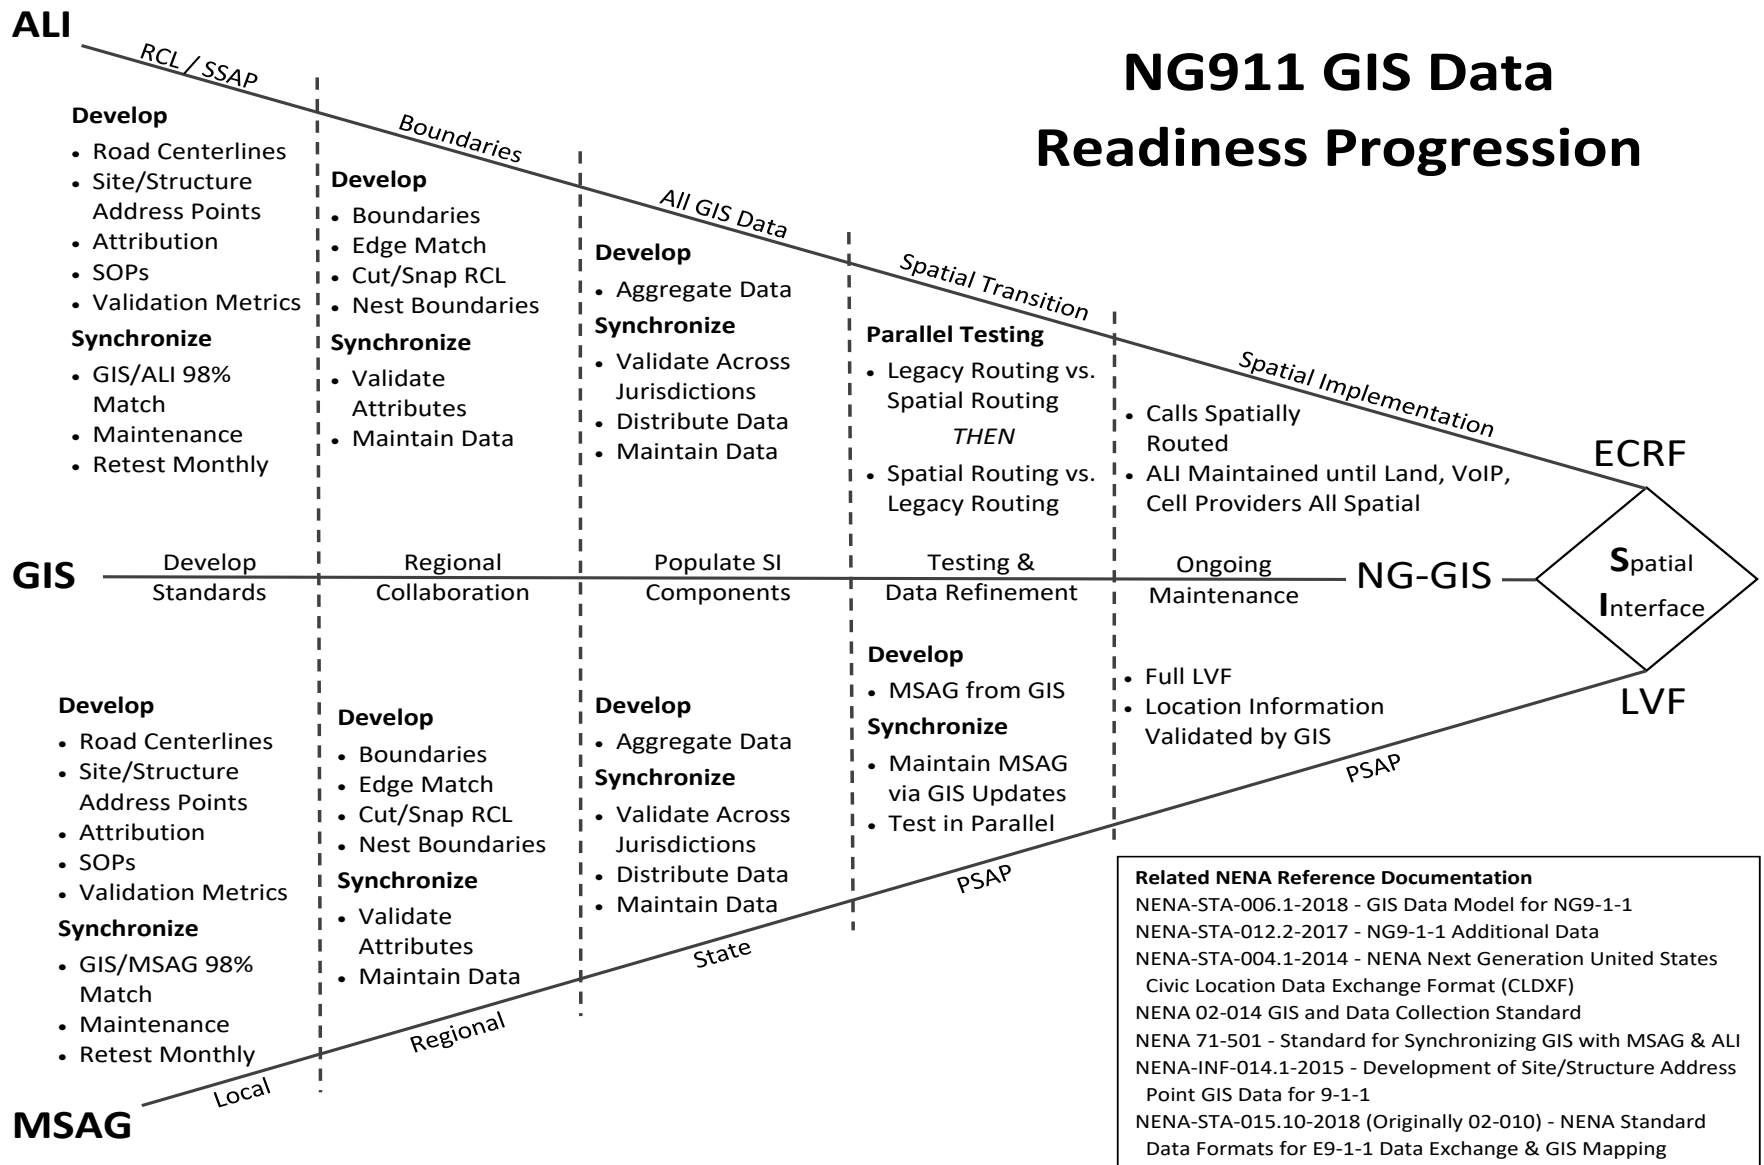 ALI
NG911 GIS Data
Readiness Progression
RCL / SSAP
Boundaries
All GIS Data
Spatial Transition
Spatial Implementation
Develop
• Road Centerlines
• Site/Structure
Address Points
• Attribution
• SOPs
• Validation Metrics
Synchronize
• GIS/ALI 98%
Match
• Maintenance
• Retest Monthly
Develop
• Boundaries
• Edge Match
• Cut/Snap RCL
• Nest Boundaries
Synchronize
• Validate
Attributes
• Maintain Data
Develop
• Aggregate Data
Synchronize
• Validate Across
Jurisdictions
• Distribute Data
• Maintain Data
Parallel Testing
• Legacy Routing vs.
Spatial Routing
THEN
• Spatial Routing vs.
Legacy Routing
• Calls Spatially
Routed
• ALI Maintained until Land, VoIP,
Cell Providers All Spatial
ECRF
GIS
Develop
Standards
Regional
Collaboration
Populate SI
Components
Testing &
Data Refinement
Ongoing
Maintenance
NG-GIS
Spatial
Interface
LVF
Develop
• Road Centerlines
• Site/Structure
Address Points
• Attribution
• SOPs
• Validation Metrics
Synchronize
• GIS/MSAG 98%
Match
• Maintenance
• Retest Monthly
Develop
• Boundaries
• Edge Match
• Cut/Snap RCL
• Nest Boundaries
Synchronize
• Validate
Attributes
• Maintain Data
Develop
• Aggregate Data
Synchronize
• Validate Across
Jurisdictions
• Distribute Data
• Maintain Data
Develop
• MSAG from GIS
Synchronize
• Maintain MSAG
via GIS Updates
• Test in Parallel
• Full LVF
• Location Information
Validated by GIS
MSAG
Local
Regional
State
PSAP
PSAP
Related NENA Reference Documentation
NENA-STA-006.1-2018 - GIS Data Model for NG9-1-1
NENA-STA-012.2-2017 - NG9-1-1 Additional Data
NENA-STA-004.1-2014 - NENA Next Generation United States
Civic Location Data Exchange Format (CLDXF)
NENA 02-014 GIS and Data Collection Standard
NENA 71-501 - Standard for Synchronizing GIS with MSAG & ALI
NENA-INF-014.1-2015 - Development of Site/Structure Address
Point GIS Data for 9-1-1
NENA-STA-015.10-2018 (Originally 02-010) - NENA Standard
Data Formats for E9-1-1 Data Exchange & GIS Mapping